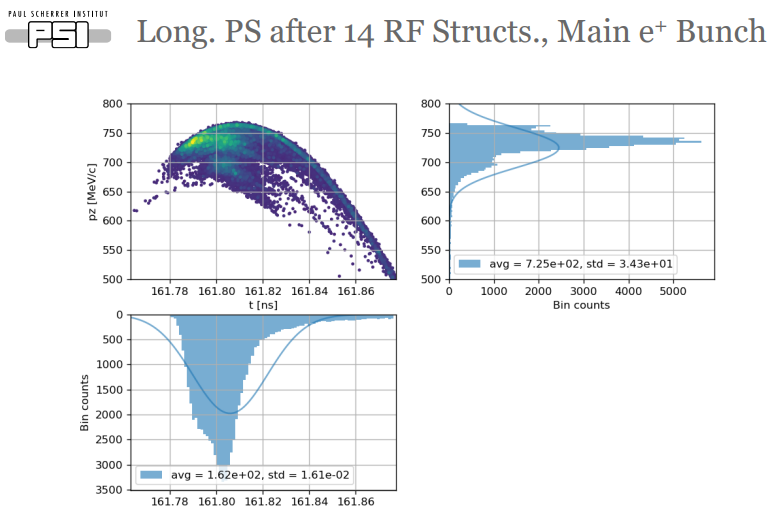 PAUL SCHERRER INSTITUT
PSI
Long. PS after 14 RF Structs., Main e⁺ Bunch
800
750
700
650
600
550
500
pz [MeV/c]
161.78 161.80 161.82 161.84 161.86
t [ns]
800
750
700
650
600
550
500
avg = 7.25e+02, std = 3.43e+01
0 1000 2000 3000 4000 5000
Bin counts
0
500
1000
1500
2000
2500
3000
3500
Bin counts
avg = 1.62e+02, std = 1.61e-02
161.78 161.80 161.82 161.84 161.86